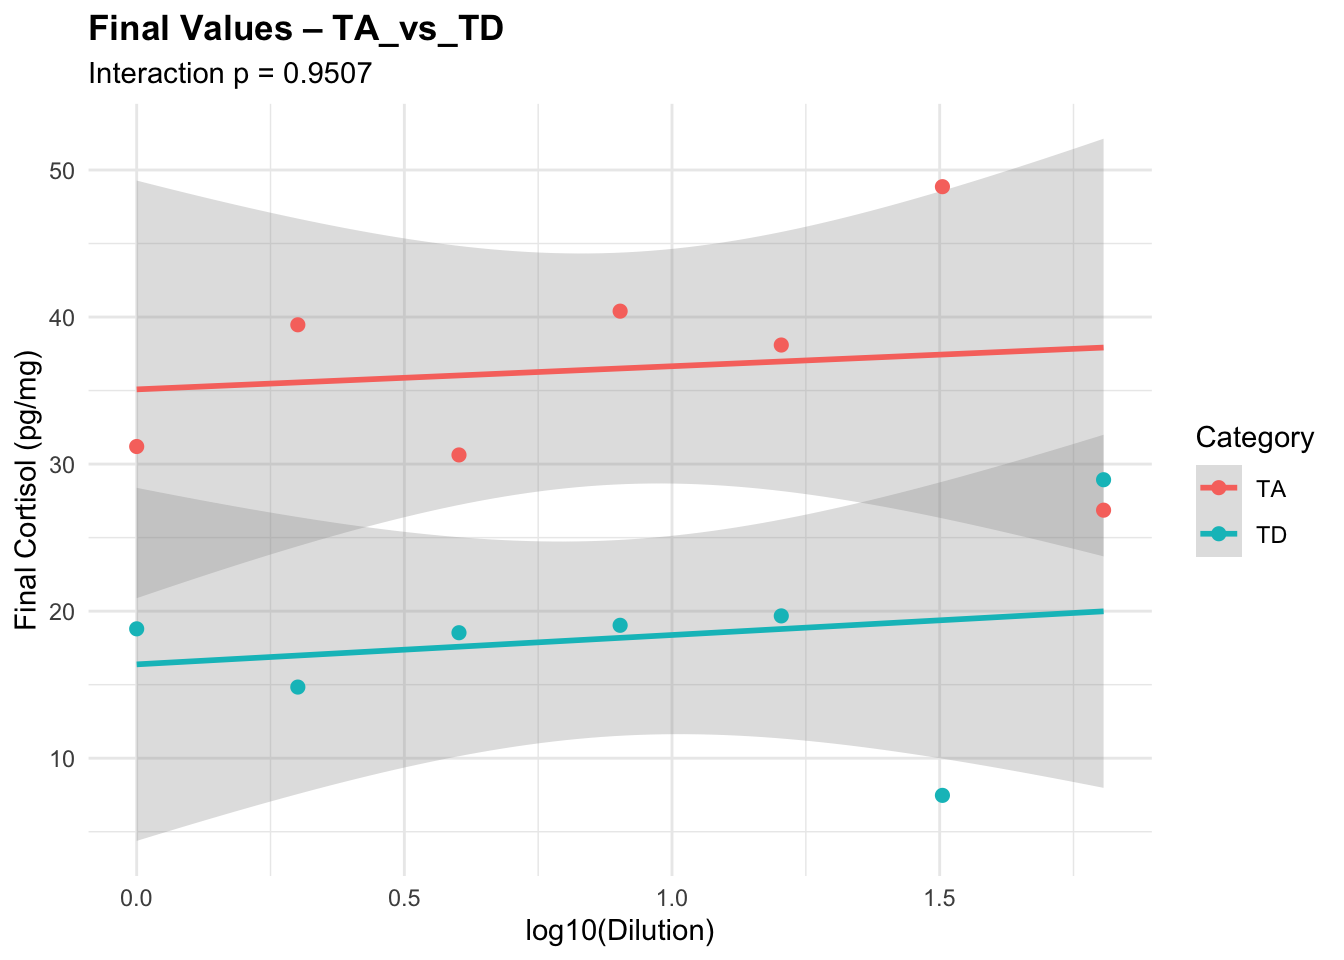 Final Values – TA_vs_TD
Interaction p = 0.9507
Final Cortisol (pg/mg)
50
40
30
20
10
0.0 0.5 1.0 1.5
log10(Dilution)
Category
TA
TD